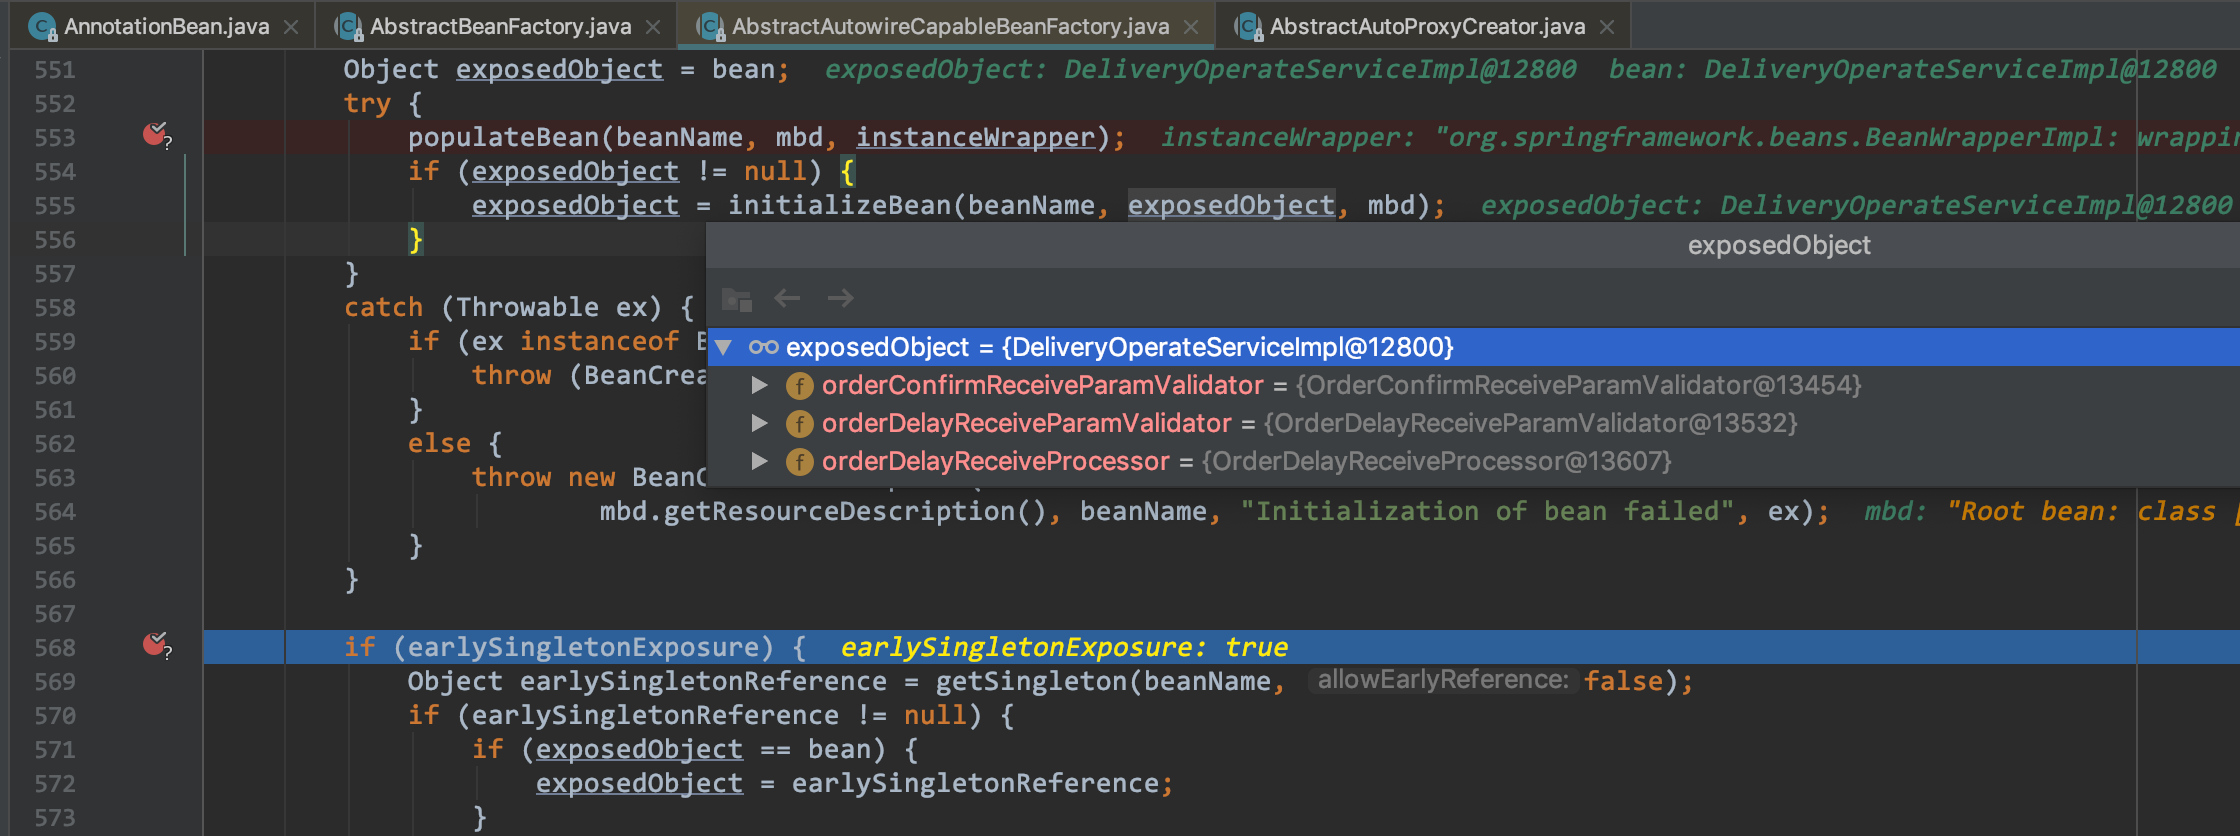 AnnotationBean.java AbstractBeanFactory.java AbstractAutowireCapableBeanFactory.java AbstractAutoProxyCreator.java
551 Object exposedObject = bean; exposedObject: DeliveryOperateServiceImpl@12800 bean: DeliveryOperateServiceImpl@12800
552 try {
553 populateBean(beanName, mbd, instanceWrapper); instanceWrapper: "org.springframework.beans.BeanWrapperImpl: wrappin
554 if (exposedObject != null) {
555 exposedObject = initializeBean(beanName, exposedObject, mbd); exposedObject: DeliveryOperateServiceImpl@12800
556 }
exposedObject
557 }
558 catch (Throwable ex) {
559 if (ex instanceof B
exposedObject = {DeliveryOperateServiceImpl@12800}
560 throw (BeanCrea
orderConfirmReceiveParamValidator = {OrderConfirmReceiveParamValidator@13454}
561 }
orderDelayReceiveParamValidator = {OrderDelayReceiveParamValidator@13532}
562 else {
orderDelayReceiveProcessor = {OrderDelayReceiveProcessor@13607}
563 throw new BeanC
564 mbd.getResourceDescription(), beanName, "Initialization of bean failed", ex); mbd: "Root bean: class [
565 }
566 }
567
568 if (earlySingletonExposure) { earlySingletonExposure: true
569 Object earlySingletonReference = getSingleton(beanName, allowEarlyReference: false);
570 if (earlySingletonReference != null) {
571 if (exposedObject == bean) {
572 exposedObject = earlySingletonReference;
573 }